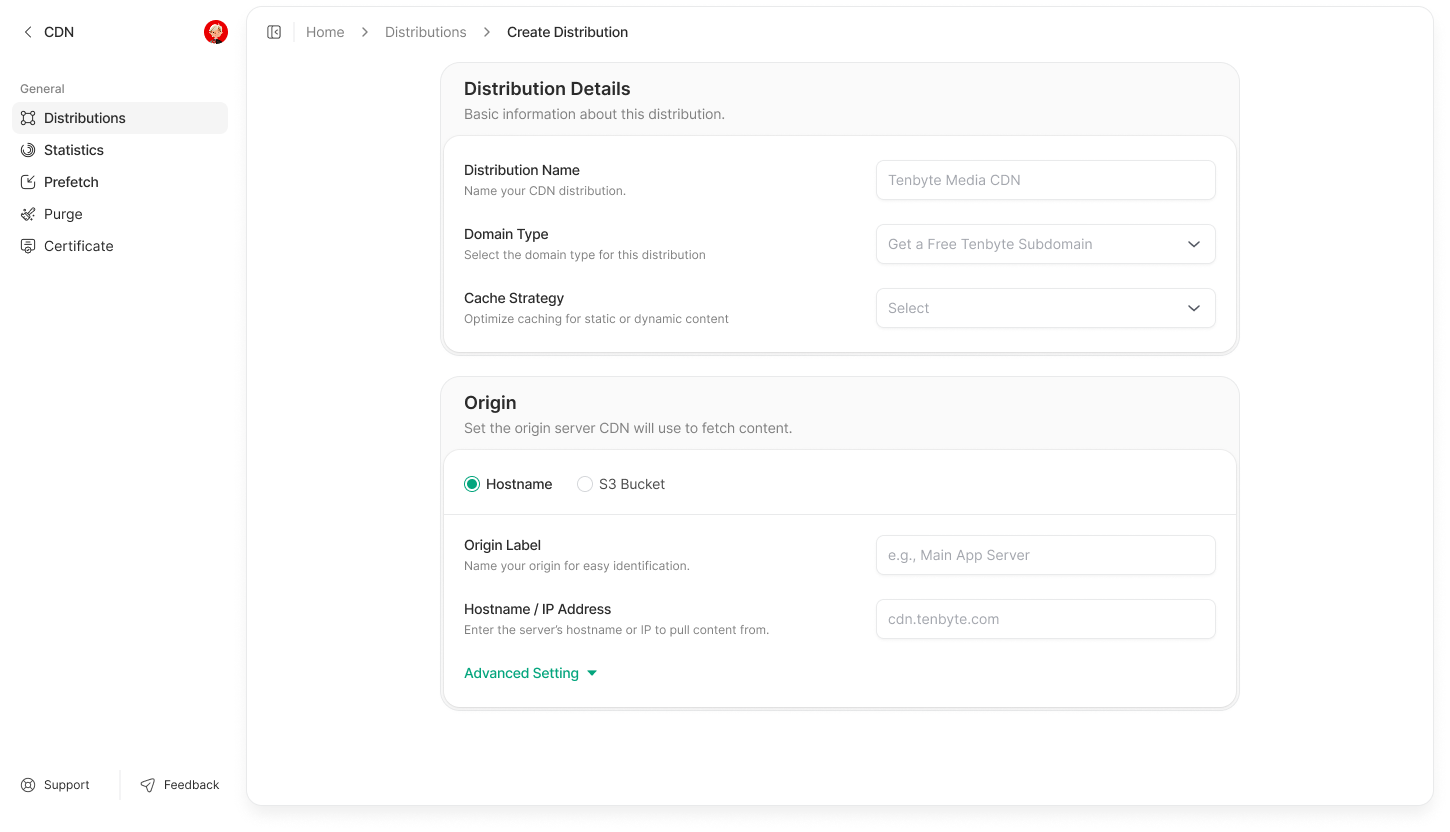 CDN
General
Distributions
Statistics
Prefetch
Purge
Certificate
Support
Feedback
Home
Distributions
Create Distribution
Distribution Details
Basic information about this distribution.
Distribution Name
Name your CDN distribution.
Tenbyte Media CDN
Domain Type
Select the domain type for this distribution
Get a Free Tenbyte Subdomain
Cache Strategy
Optimize caching for static or dynamic content
Select
Origin
Set the origin server CDN will use to fetch content.
Hostname
S3 Bucket
Origin Label
Name your origin for easy identification.
e.g., Main App Server
Hostname / IP Address
Enter the server’s hostname or IP to pull content from.
cdn.tenbyte.com
Advanced Setting